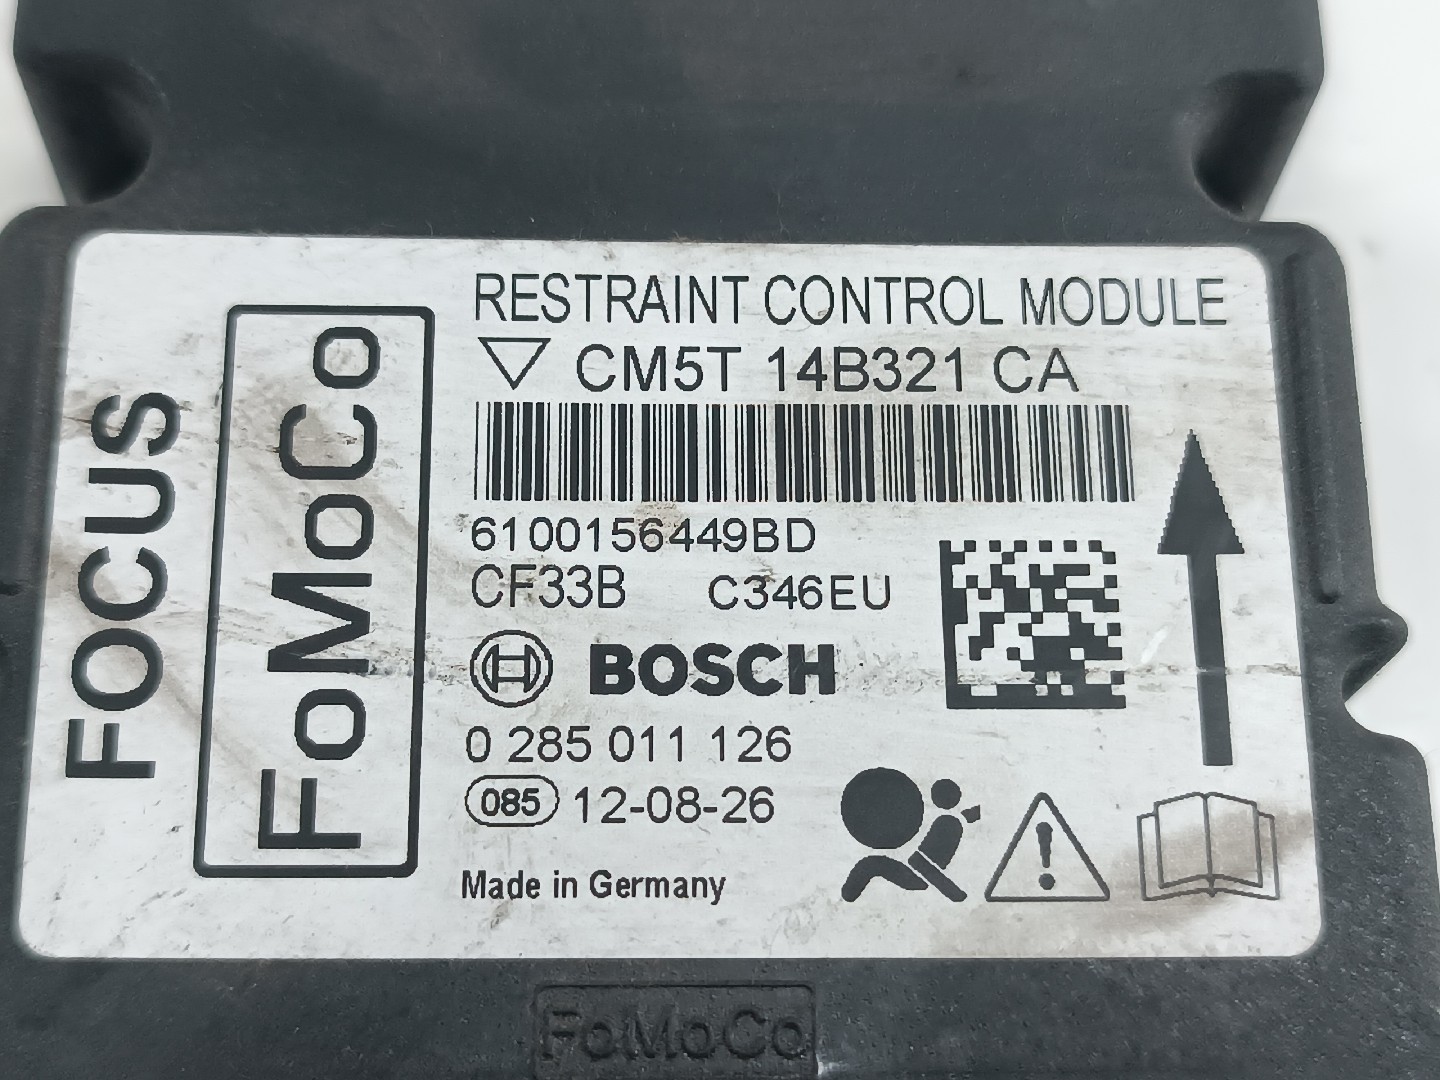 RESTRAINT CONTROL MODULE
CM5T 14B321 CA
6100156449BD
CF33B C346EU
BOSCH
0 285 011 126
085 12-08-26
Made in Germany
FoMoCo
FOCUS
FoMoCo